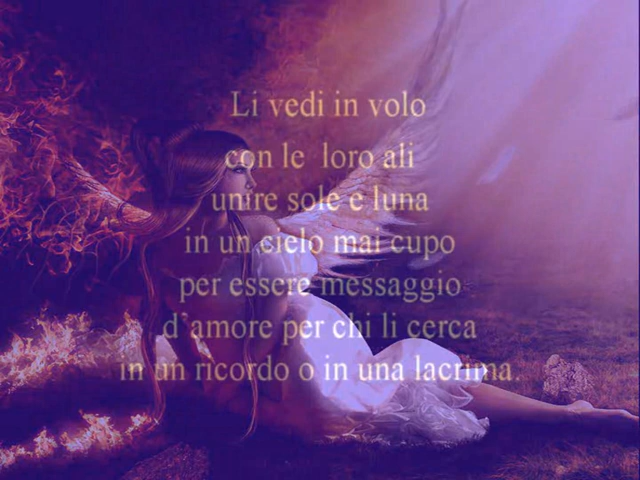 Li vedi in volo
con le loro ali
unire sole e luna
in un cielo mai cupo
per essere messaggio
d`amore per chi li cerca
in un ricordo o in una lacrima.